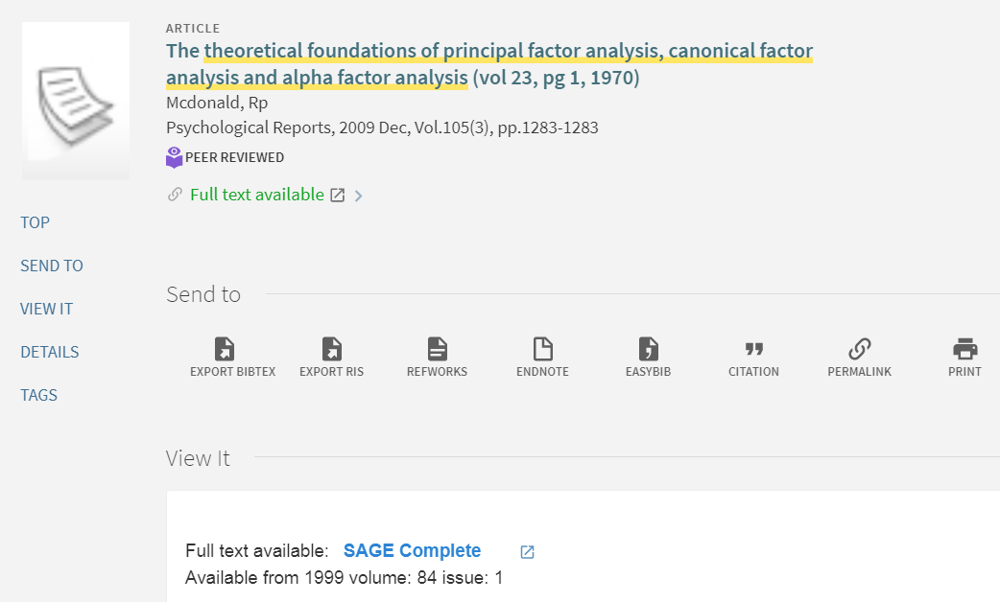 ARTICLE
The theoretical foundations of principal factor analysis, canonical factor
analysis and alpha factor analysis (vol 23, pg 1, 1970)
Mcdonald, Rp
Psychological Reports, 2009 Dec, Vol.105(3), pp.1283-1283
PEER REVIEWED
Full text available
TOP
SEND TO
VIEW IT
DETAILS
TAGS
Send to
EXPORT BIBTEX
EXPORT RIS
REFWORKS
ENDNOTE
EASYBIB
CITATION
PERMALINK
PRINT
View It
Full text available: SAGE Complete
Available from 1999 volume: 84 issue: 1